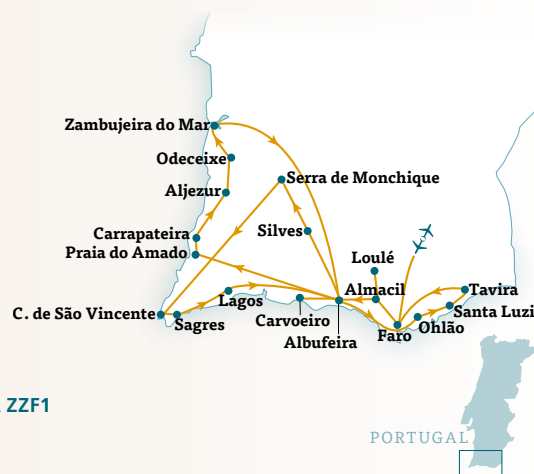 Zambujeira do Mar
Odeceixe
Serra de Monchique
Aljezur
Carrapateira
Silves
Praia do Amado
Loulé
Almacil
Tavira
Lagos
C. de São Vincente
Santa Luzi
Sagres
Carvoeiro
Ohlão
Faro
Albufeira
ZZF1
PORTUGAL